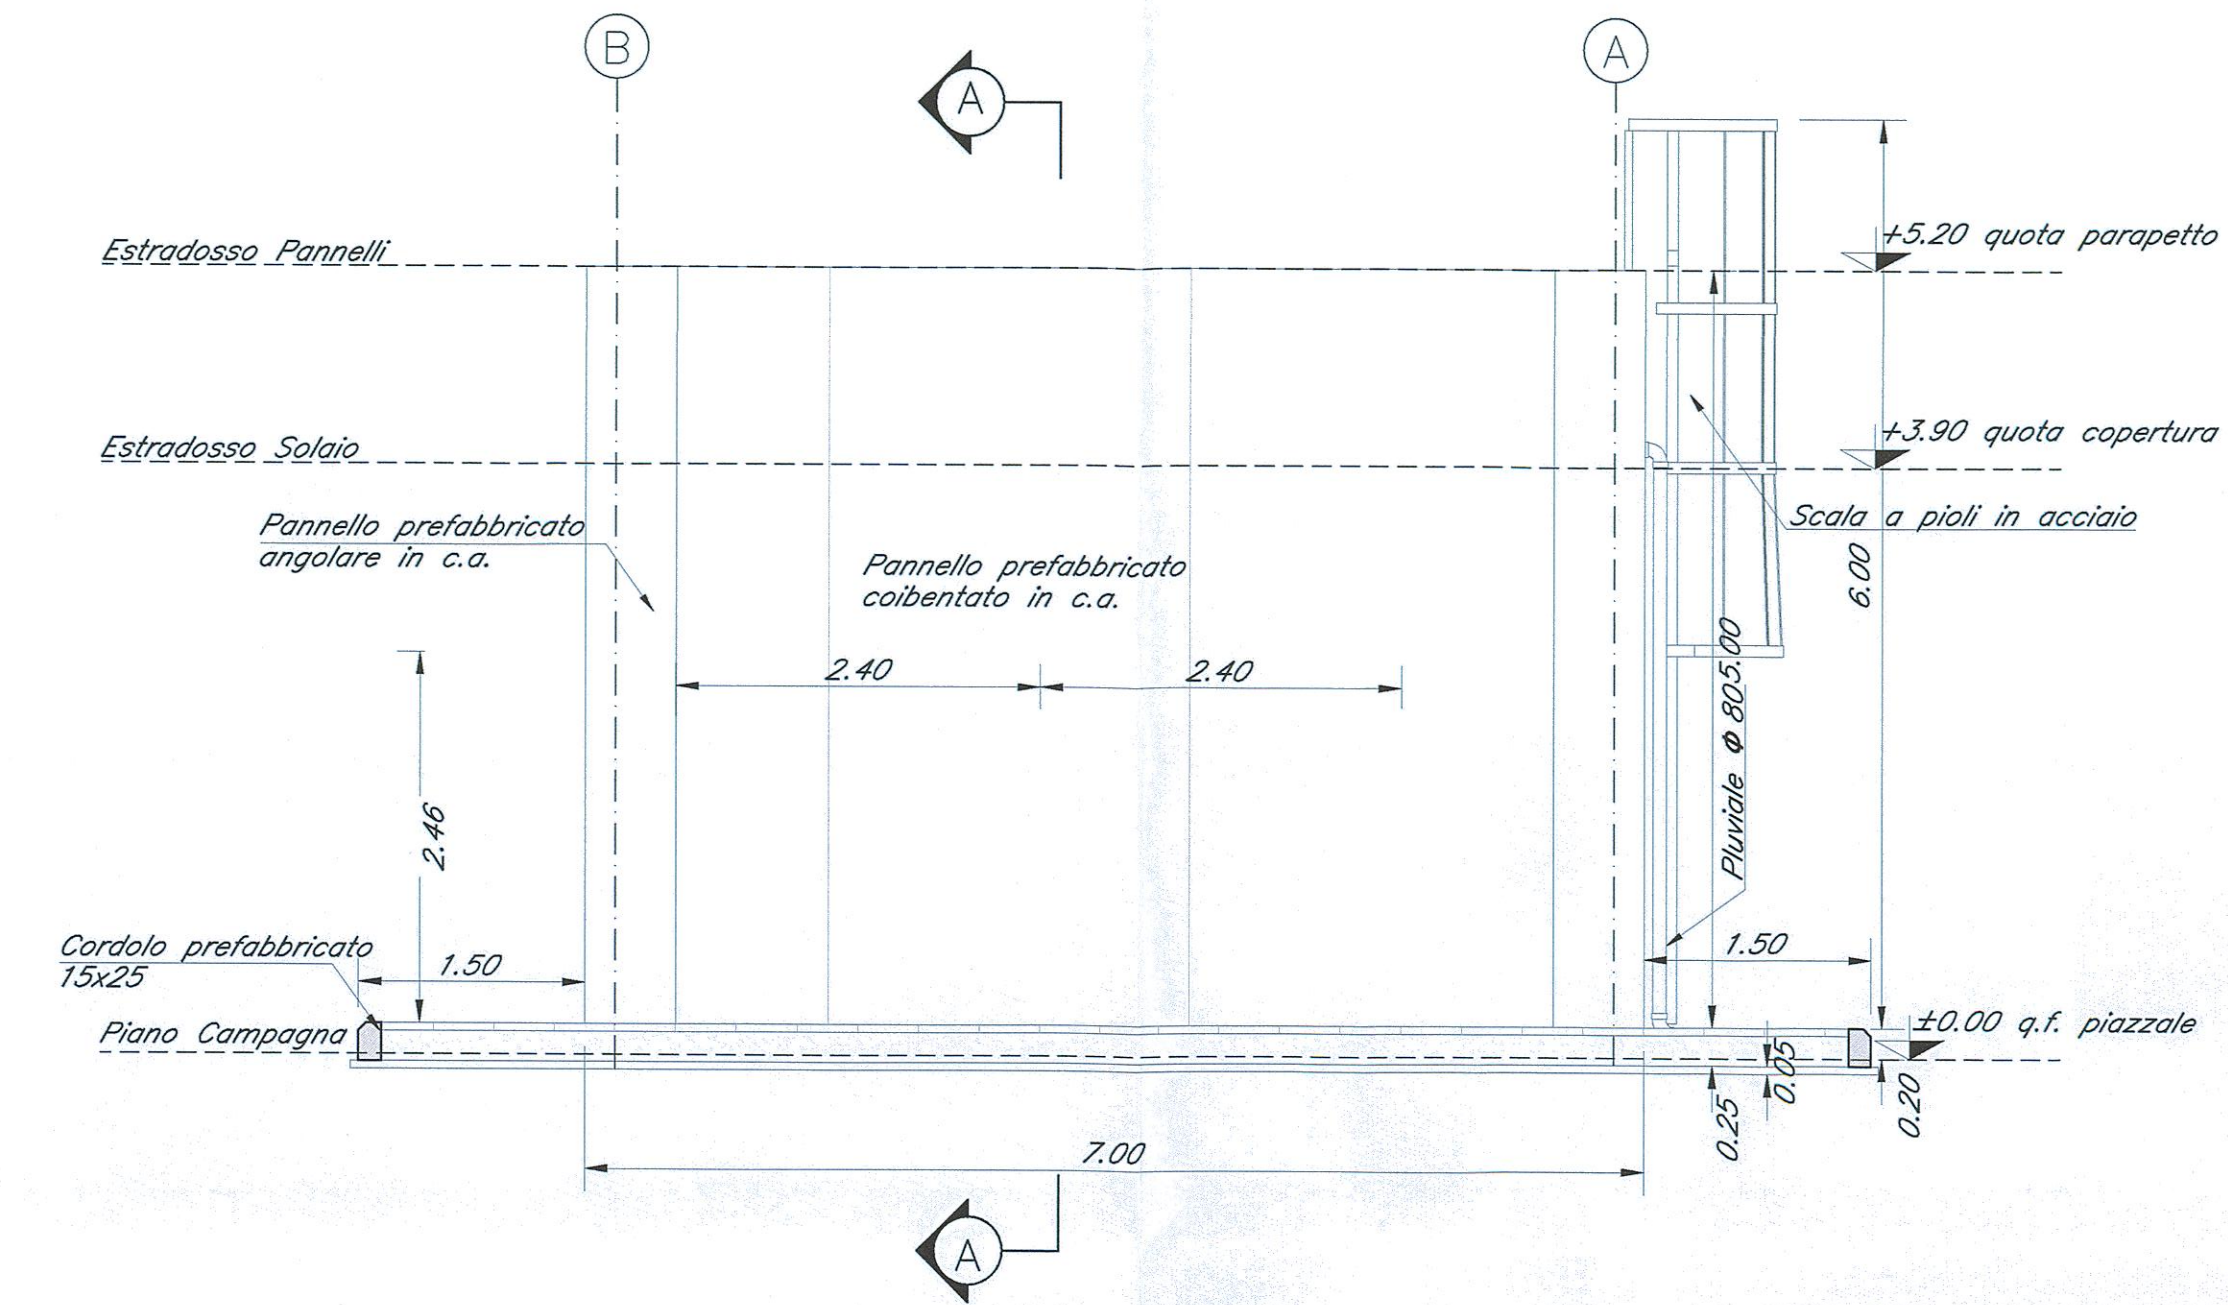 B
A
A
Estradosso Pannelli
+5.20 quota parapetto
Estradosso Solaio
+3.90 quota copertura
Pannello prefabbricato
angolare in c.a.
Pannello prefabbricato
coibentato in c.a.
Scala a pioli in acciaio
6.00
2.40
2.40
5.00
Pluviale Φ 80
2.46
Cordolo prefabbricato
15x25
1.50
1.50
Piano Campagna
±0.00 q.f. piazzale
0.05
0.25
0.20
7.00
A